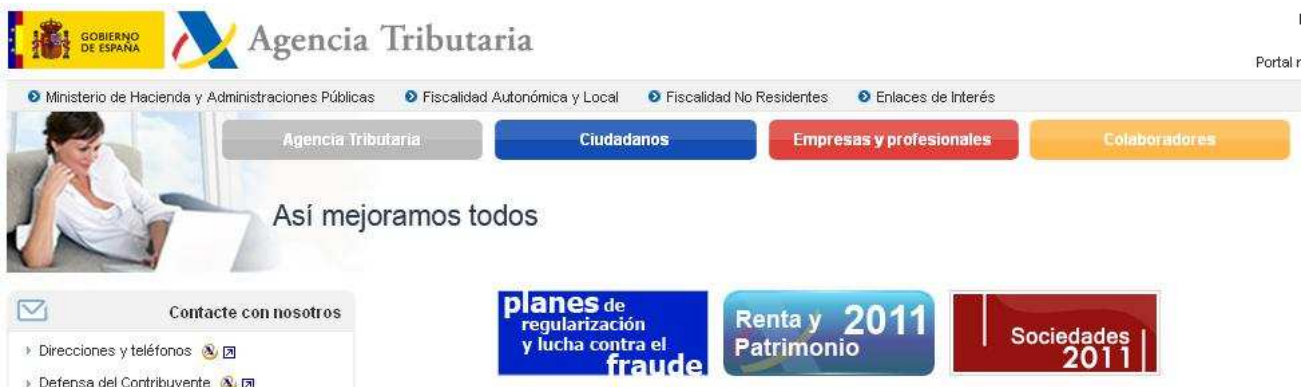 GOBIERNO
DE ESPAÑA
Agencia Tributaria
Portal
Ministerio de Hacienda y Administraciones Públicas
Fiscalidad Autonómica y Local
Fiscalidad No Residentes
Enlaces de Interés
Agencia Tributaria
Ciudadanos
Empresas y profesionales
Colaboradores
Así mejoramos todos
Contacte con nosotros
Direcciones y teléfonos
Defensa del Contribuyente
planes de
regularización
y lucha contra el
fraude
Renta y 2011
Patrimonio
Sociedades
2011